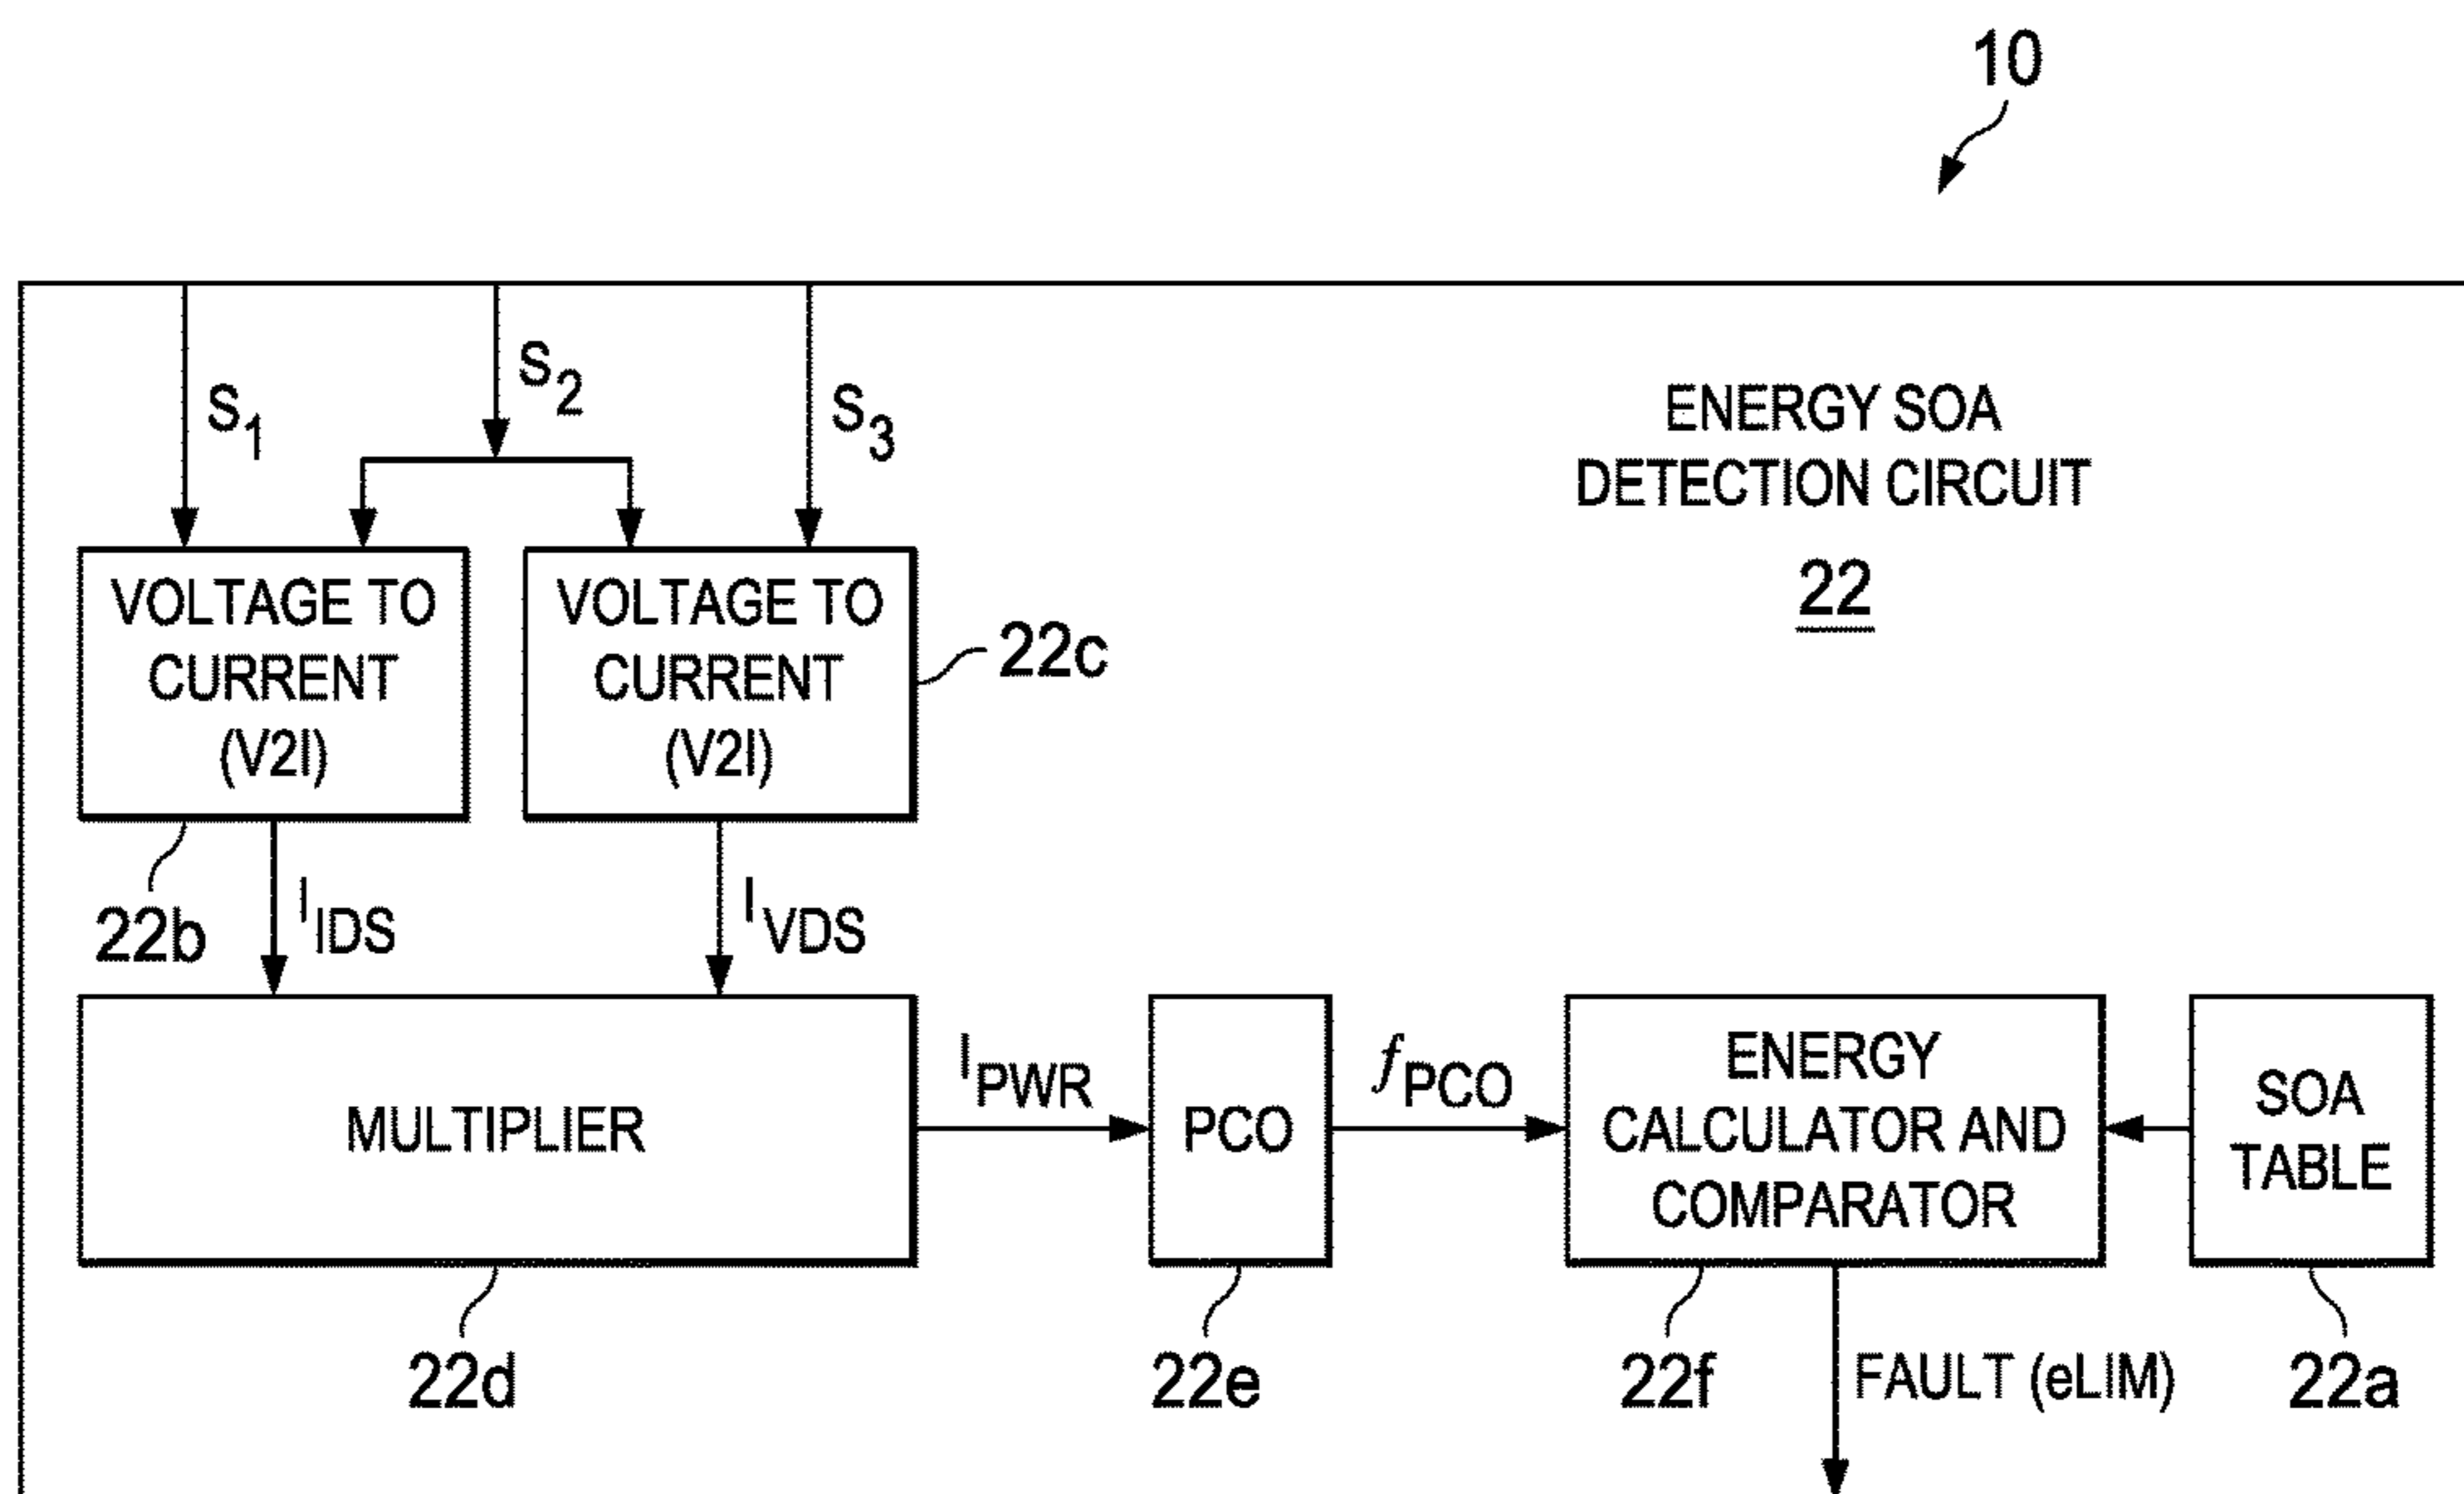 10
S1
S2
S3
ENERGY SOA
DETECTION CIRCUIT
22
VOLTAGE TO
CURRENT
(V2I)
VOLTAGE TO
CURRENT
(V2I)
22c
22b
IIDS
IVDS
MULTIPLIER
IPWR
PCO
fPCO
ENERGY
CALCULATOR AND
COMPARATOR
SOA
TABLE
22d
22e
22f
FAULT (eLIM)
22a